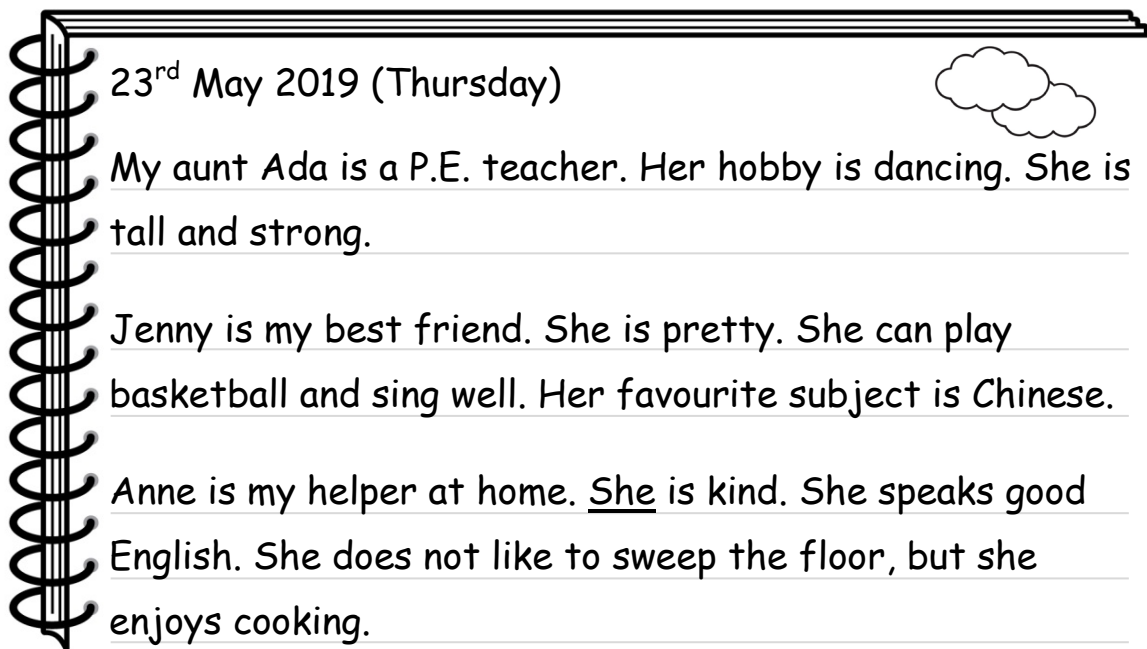 23rd May 2019 (Thursday)
My aunt Ada is a P.E. teacher. Her hobby is dancing. She is
tall and strong.
Jenny is my best friend. She is pretty. She can play
basketball and sing well. Her favourite subject is Chinese.
Anne is my helper at home. She is kind. She speaks good
English. She does not like to sweep the floor, but she
enjoys cooking.